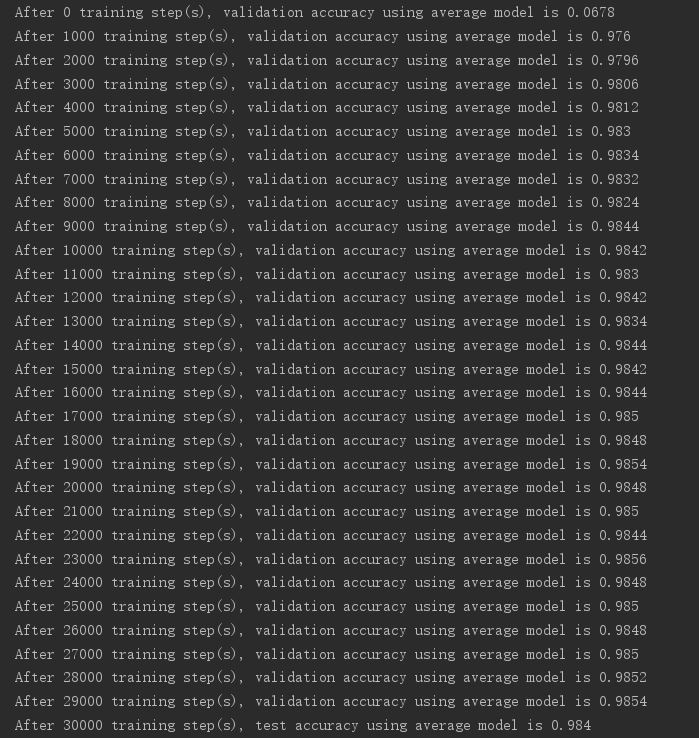 After 0 training step(s), validation accuracy using average model is 0.0678
After 1000 training step(s), validation accuracy using average model is 0.976
After 2000 training step(s), validation accuracy using average model is 0.9796
After 3000 training step(s), validation accuracy using average model is 0.9806
After 4000 training step(s), validation accuracy using average model is 0.9812
After 5000 training step(s), validation accuracy using average model is 0.983
After 6000 training step(s), validation accuracy using average model is 0.9834
After 7000 training step(s), validation accuracy using average model is 0.9832
After 8000 training step(s), validation accuracy using average model is 0.9824
After 9000 training step(s), validation accuracy using average model is 0.9844
After 10000 training step(s), validation accuracy using average model is 0.9842
After 11000 training step(s), validation accuracy using average model is 0.983
After 12000 training step(s), validation accuracy using average model is 0.9842
After 13000 training step(s), validation accuracy using average model is 0.9834
After 14000 training step(s), validation accuracy using average model is 0.9844
After 15000 training step(s), validation accuracy using average model is 0.9842
After 16000 training step(s), validation accuracy using average model is 0.9844
After 17000 training step(s), validation accuracy using average model is 0.985
After 18000 training step(s), validation accuracy using average model is 0.9848
After 19000 training step(s), validation accuracy using average model is 0.9854
After 20000 training step(s), validation accuracy using average model is 0.9848
After 21000 training step(s), validation accuracy using average model is 0.985
After 22000 training step(s), validation accuracy using average model is 0.9844
After 23000 training step(s), validation accuracy using average model is 0.9856
After 24000 training step(s), validation accuracy using average model is 0.9848
After 25000 training step(s), validation accuracy using average model is 0.985
After 26000 training step(s), validation accuracy using average model is 0.9848
After 27000 training step(s), validation accuracy using average model is 0.985
After 28000 training step(s), validation accuracy using average model is 0.9852
After 29000 training step(s), validation accuracy using average model is 0.9854
After 30000 training step(s), test accuracy using average model is 0.984